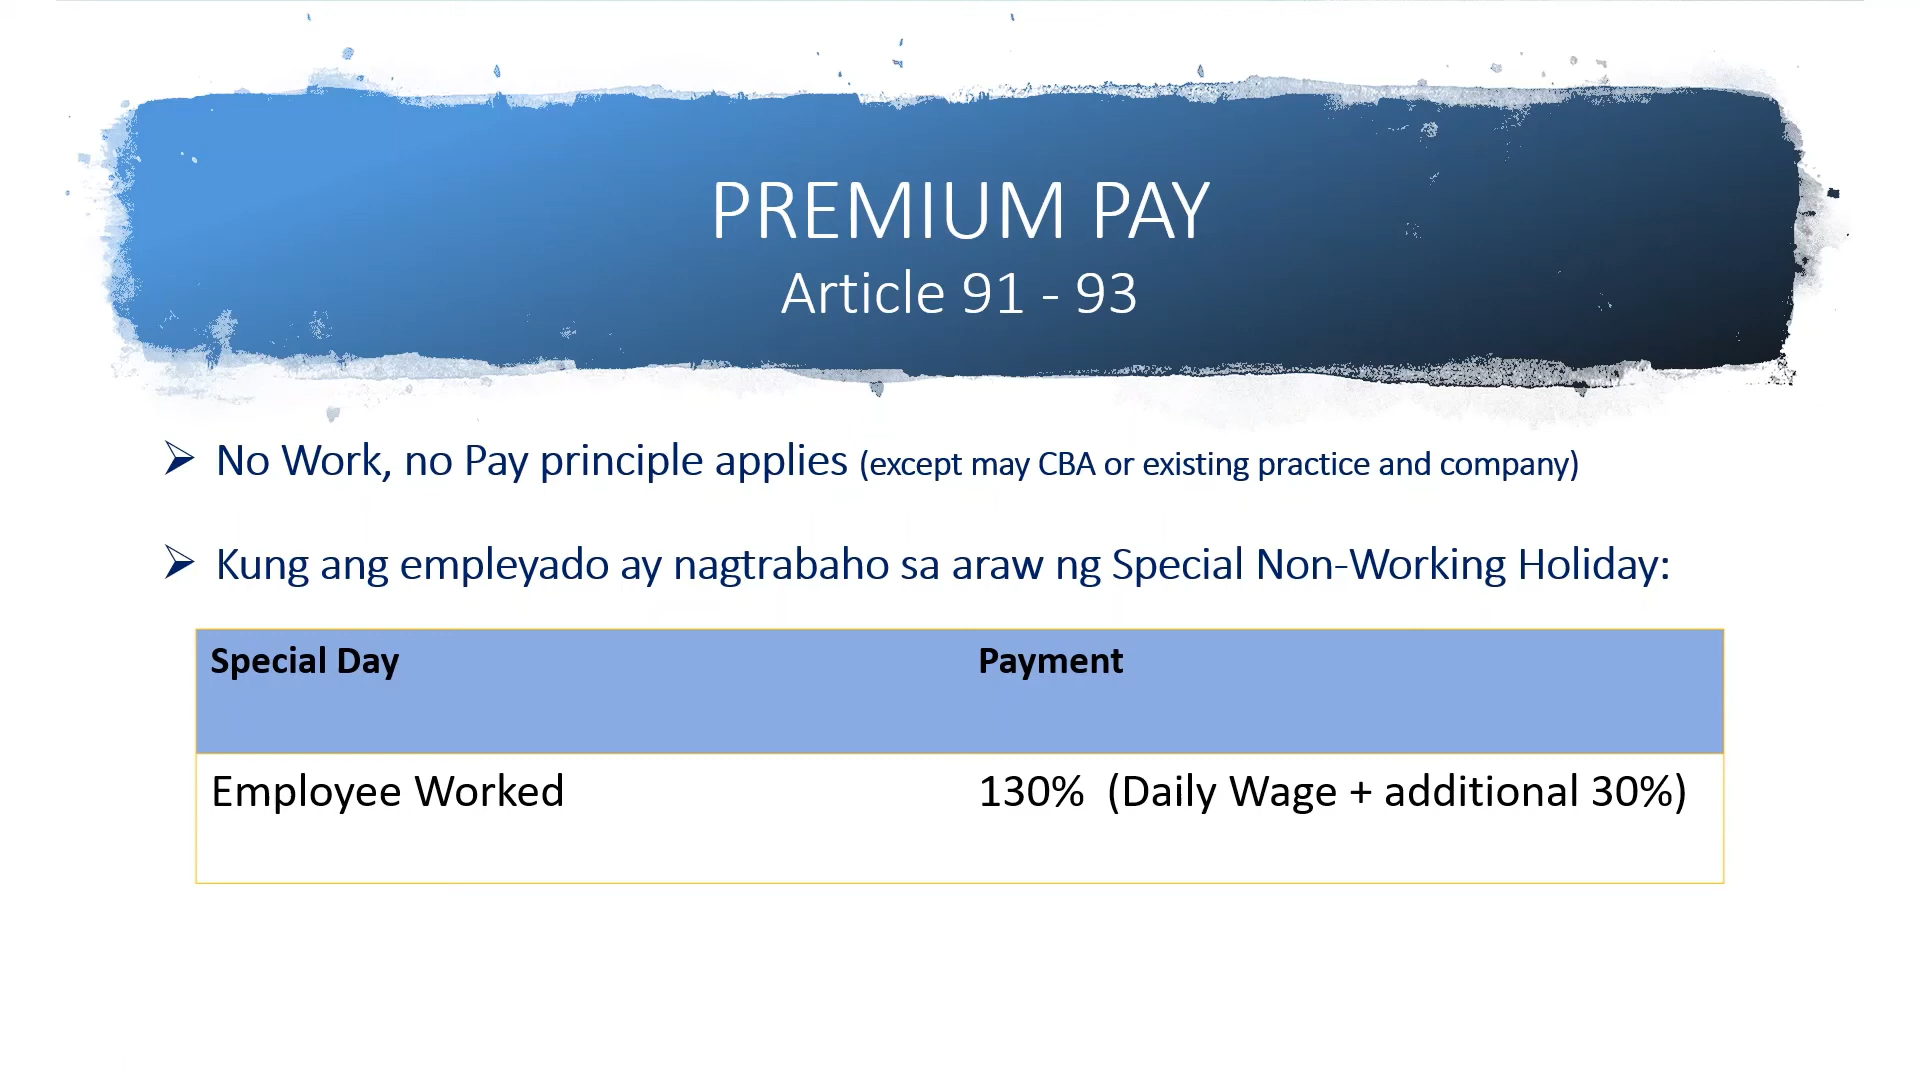 PREMIUM PAY
Article 91 - 93
➢ No Work, no Pay principle applies (except may CBA or existing practice and company)
➢ Kung ang empleyado ay nagtrabaho sa araw ng Special Non-Working Holiday:
Special Day Payment
Employee Worked 130% (Daily Wage + additional 30%)